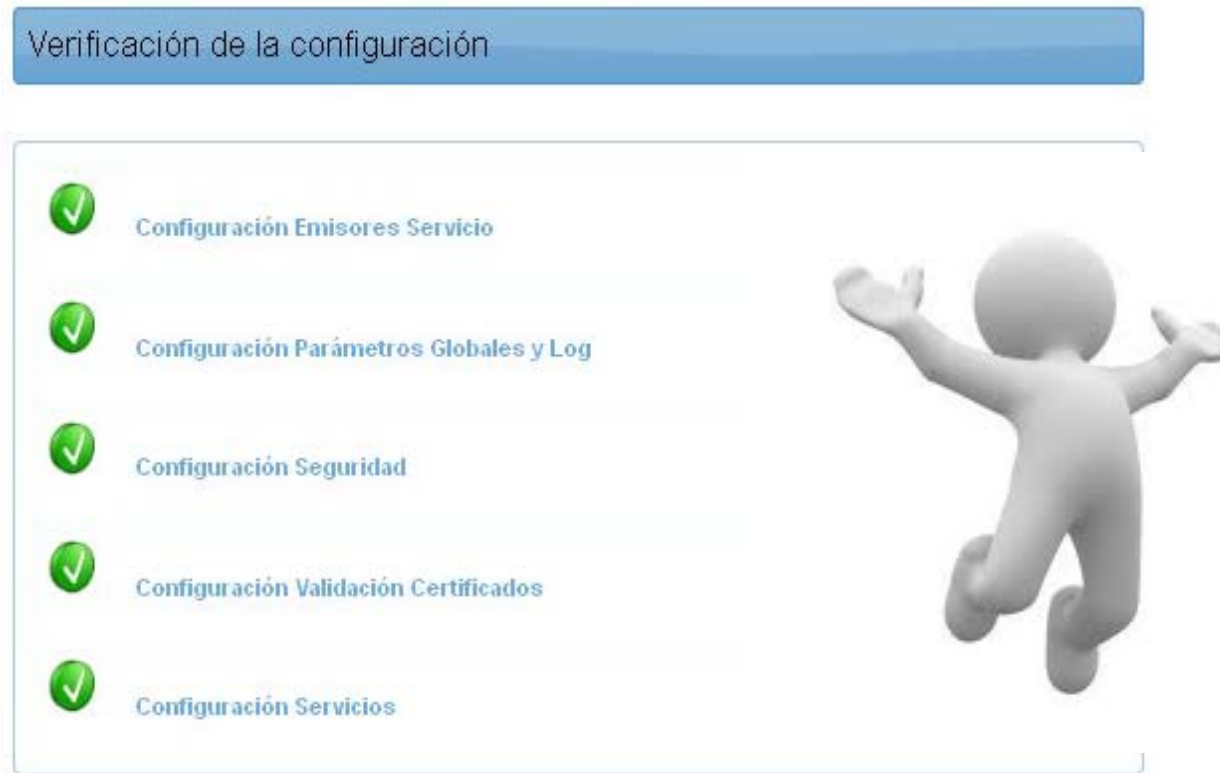 Verificación de la configuración
Configuración Emisores Servicio
Configuración Parámetros Globales y Log
Configuración Seguridad
Configuración Validación Certificados
Configuración Servicios